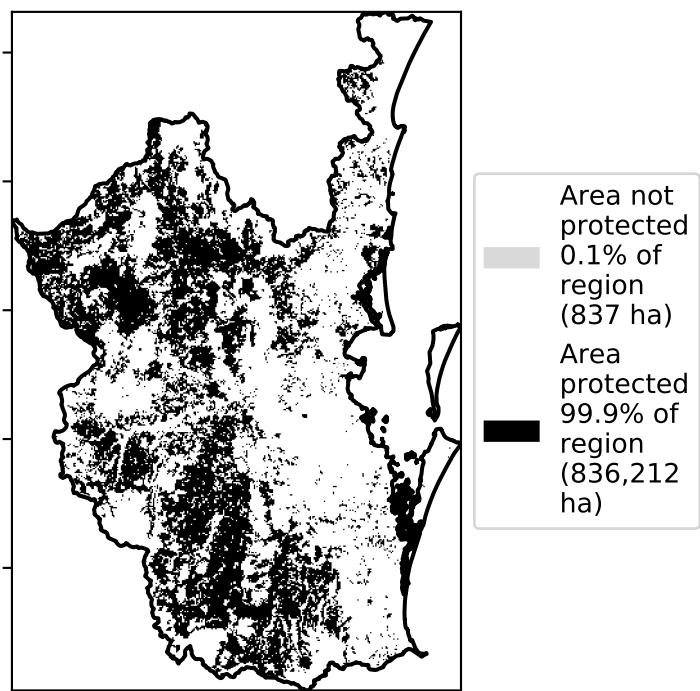 Area not
protected
0.1% of
region
(837 ha)
Area
protected
99.9% of
region
(836,212
ha)